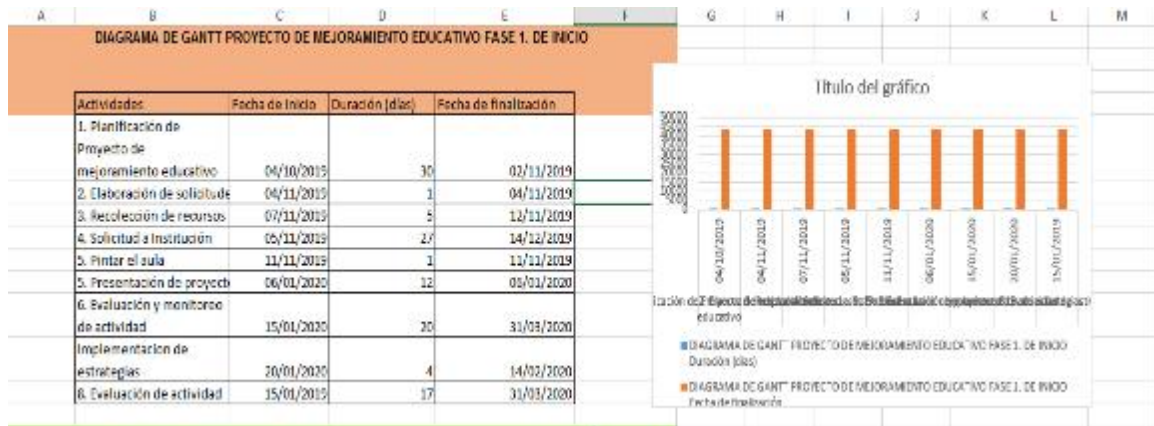 A B C D E F G H I J K L M
DIAGRAMA DE GANTT PROYECTO DE MEJORAMIENTO EDUCATIVO FASE 1. DE INICIO
Actividades Fecha de Inicio Duración (días) Fecha de finalización
1. Planificación de
Proyecto de
mejoramiento educativo 04/10/2019 30 02/11/2019
2. Elaboración de solicitude 04/11/2019 1 04/11/2019
3. Recolección de recursos 07/11/2019 5 12/11/2019
4. Solicitud a Institución 05/11/2019 27 14/12/2019
5. Pintar el aula 11/11/2019 1 11/11/2019
5. Presentación de proyect 06/01/2020 12 06/01/2020
6. Evaluación y monitoreo
de actividad 15/01/2020 20 31/03/2020
Implementacion de
estrategias 20/01/2020 4 14/02/2020
8. Evaluación de actividad 15/01/2019 17 31/03/2020
Título del gráfico
04/10/2019
04/11/2019
07/11/2019
05/11/2019
11/11/2019
06/01/2020
15/01/2020
20/01/2020
15/01/2019
educativo
DIAGRAMA DE GANTT PROYECTO DE MEJORAMIENTO EDUCATIVO FASE 1. DE INICIO
Duración (días)
DIAGRAMA DE GANTT PROYECTO DE MEJORAMIENTO EDUCATIVO FASE 1. DE INICIO
Fecha de finalización